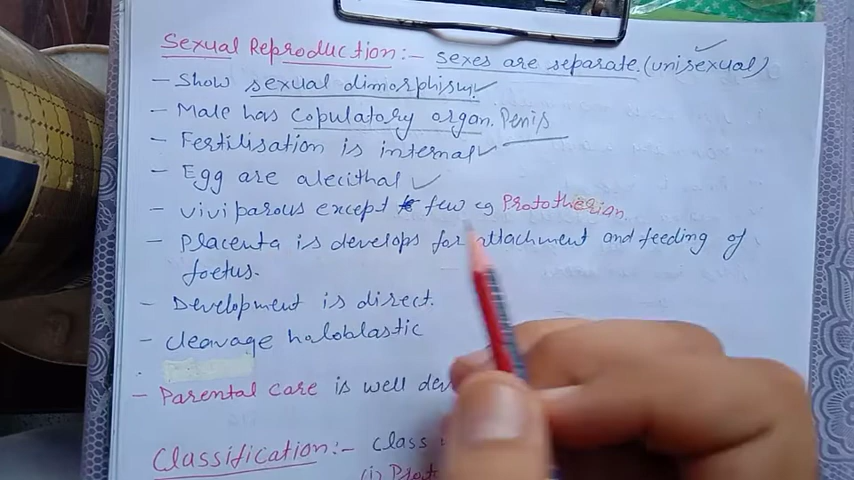 Sexual Reproduction:- Sexes are separate. (unisexual)
- Show sexual dimorphism.
- Male has copulatory organ. Penis
- Fertilisation is internal
- Egg are alecithal
- viviparous except few eg Prototherian
- Placenta is develops for attachment and feeding of
foetus.
- Development is direct.
- cleavage holoblastic
- Parental care is well
Classification:- Class
(i)